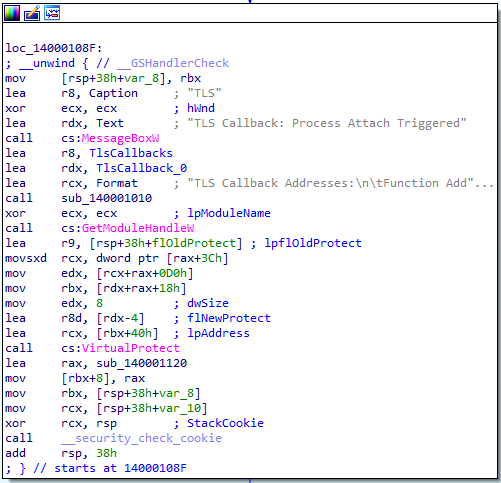 loc_14000108F:
; __unwind { // __GSHandlerCheck
mov [rsp+38h+var_8], rbx
lea r8, Caption ; "TLS"
xor ecx, ecx ; hWnd
lea rdx, Text ; "TLS Callback: Process Attach Triggered"
call cs:MessageBoxW
lea r8, TlsCallbacks
lea rdx, TlsCallback_0
lea rcx, Format ; "TLS Callback Addresses:\n\tFunction Add"...
call sub_140001010
xor ecx, ecx ; lpModuleName
call cs:GetModuleHandleW
lea r9, [rsp+38h+flOldProtect] ; lpflOldProtect
movsxd rcx, dword ptr [rax+3Ch]
mov edx, [rcx+rax+0D0h]
mov rbx, [rdx+rax+18h]
mov edx, 8 ; dwSize
lea r8d, [rdx-4] ; flNewProtect
lea rcx, [rbx+40h] ; lpAddress
call cs:VirtualProtect
lea rax, sub_140001120
mov [rbx+8], rax
mov rbx, [rsp+38h+var_8]
mov rcx, [rsp+38h+var_10]
xor rcx, rsp ; StackCookie
call __security_check_cookie
add rsp, 38h
; } // starts at 14000108F